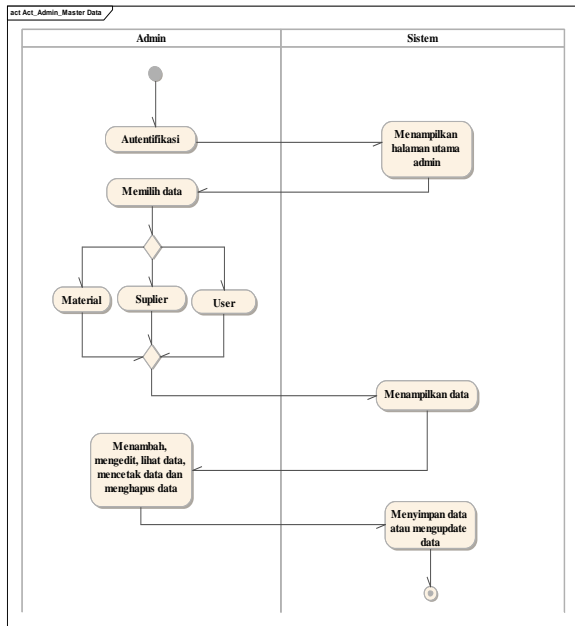 act Act_Admin_Master Data
Admin
Sistem
Autentifikasi
Menampilkan
halaman utama
admin
Memilih data
Material
Suplier
User
Menampilkan data
Menambah,
mengedit, lihat data,
mencetak data dan
menghapus data
Menyimpan data
atau mengupdate
data